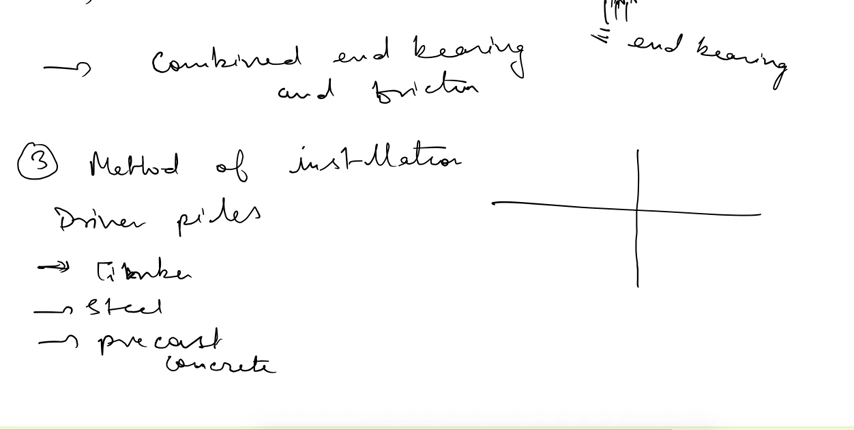 → Combined end bearing
and friction
end bearing
③ Method of installation
Driven piles
→ Timber
→ Steel
→ precast
concrete